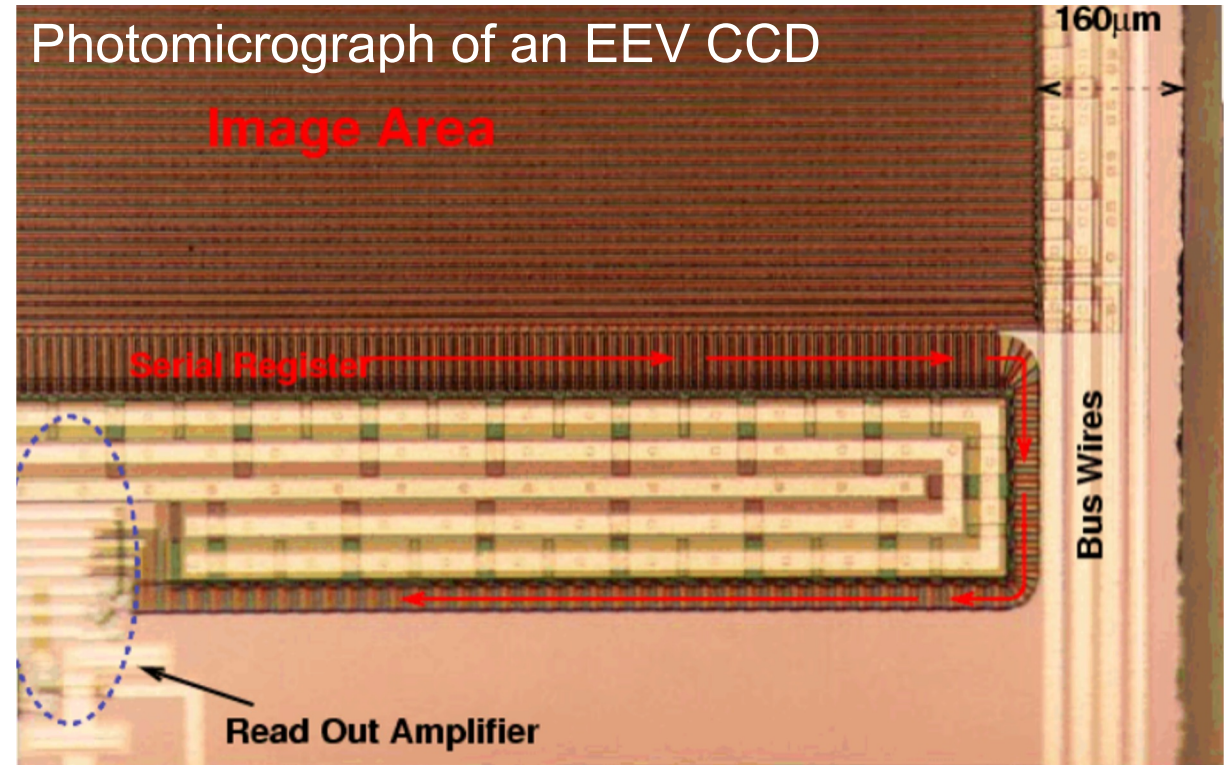 Photomicrograph of an EEV CCD
160μm
Image Area
Serial Register
Bus Wires
Read Out Amplifier